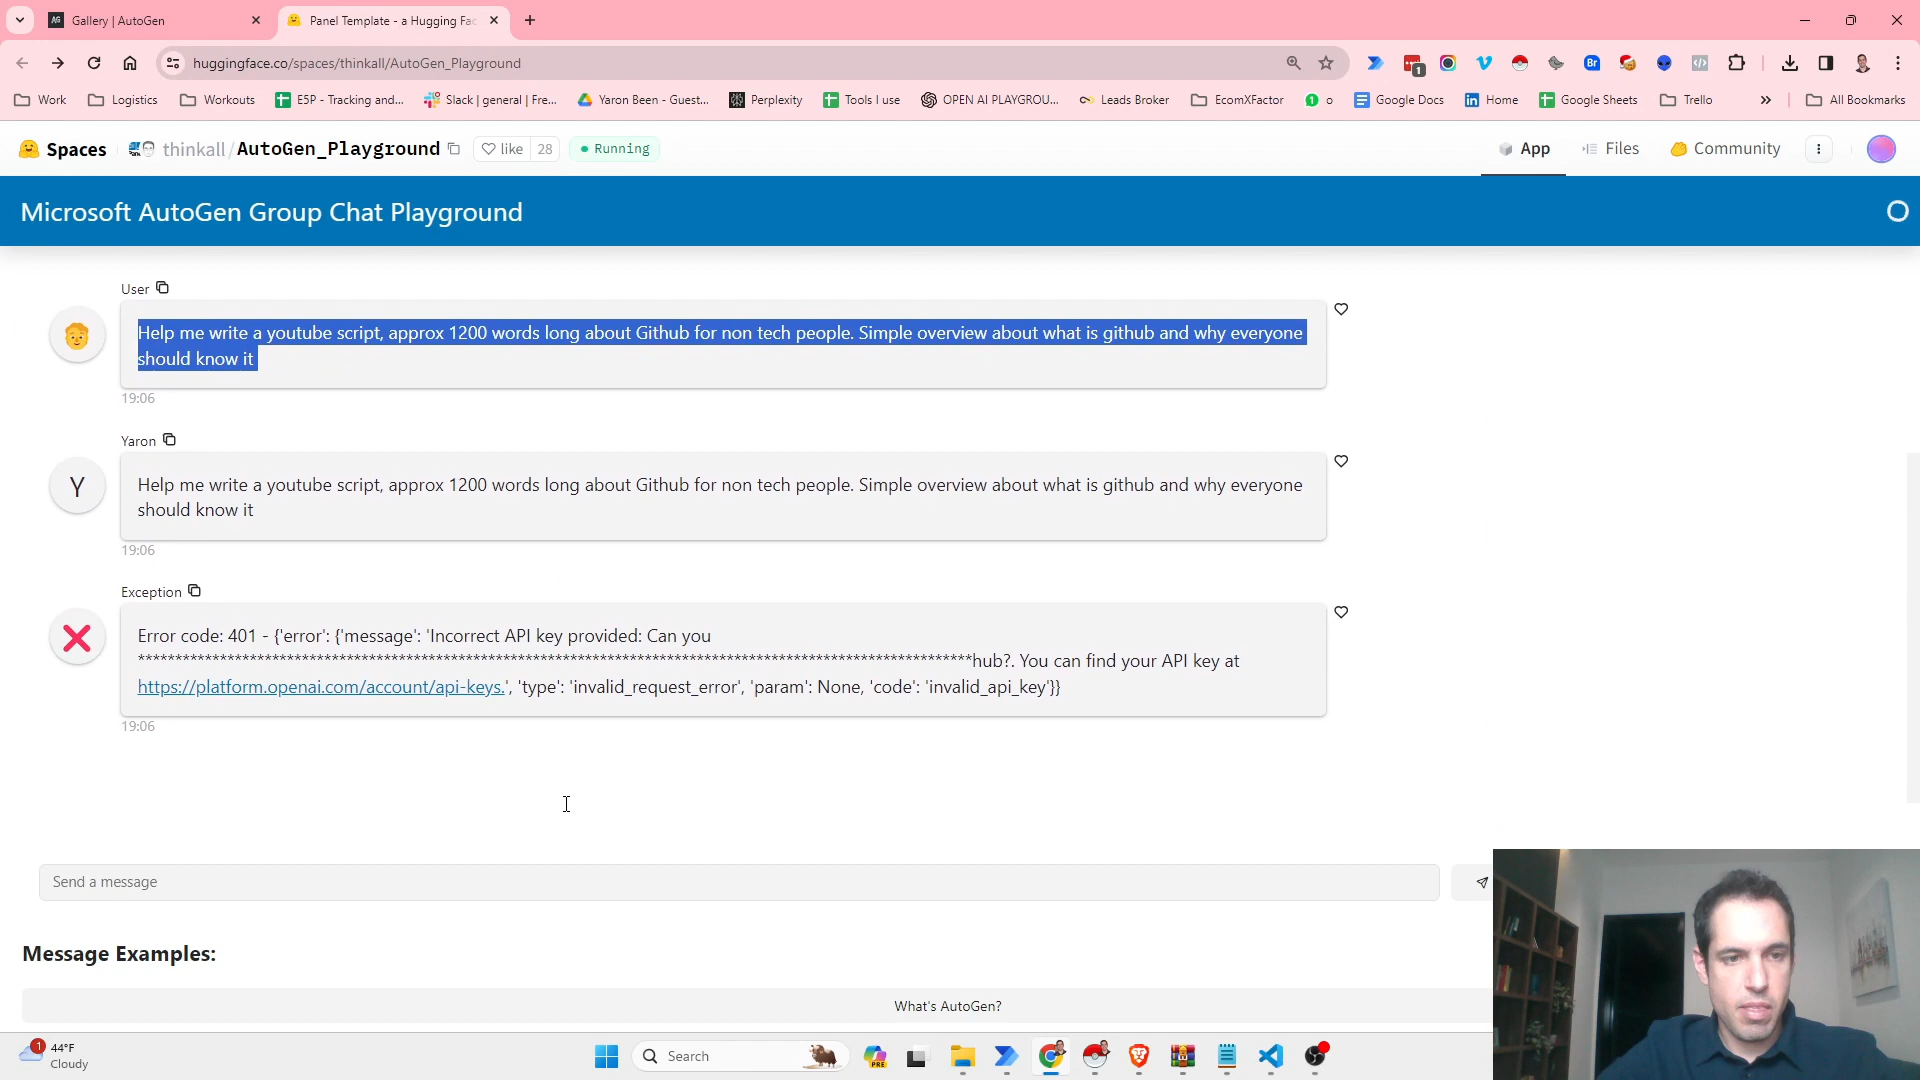 Gallery | AutoGen
Panel Template - a Hugging Fac
huggingface.co/spaces/thinkall/AutoGen_Playground
1
Br
Work
Logistics
Workouts
E5P - Tracking and...
Slack | general | Fre...
Yaron Been - Guest...
Perplexity
Tools I use
OPEN AI PLAYGROU...
Leads Broker
EcomXFactor
1
o
Google Docs
Home
Google Sheets
Trello
»
All Bookmarks
Spaces
thinkall/AutoGen_Playground
like 28
Running
App
Files
Community
Microsoft AutoGen Group Chat Playground
User
Help me write a youtube script, approx 1200 words long about Github for non tech people. Simple overview about what is github and why everyone
should know it
19:06
Yaron
Y
Help me write a youtube script, approx 1200 words long about Github for non tech people. Simple overview about what is github and why everyone
should know it
19:06
Exception
Error code: 401 - {'error': {'message': 'Incorrect API key provided: Can you
****************************************************************************************************************hub?. You can find your API key at
https://platform.openai.com/account/api-keys.', 'type': 'invalid_request_error', 'param': None, 'code': 'invalid_api_key'}}
19:06
Send a message
Message Examples:
What's AutoGen?
1
44°F
Cloudy
Search
PRE